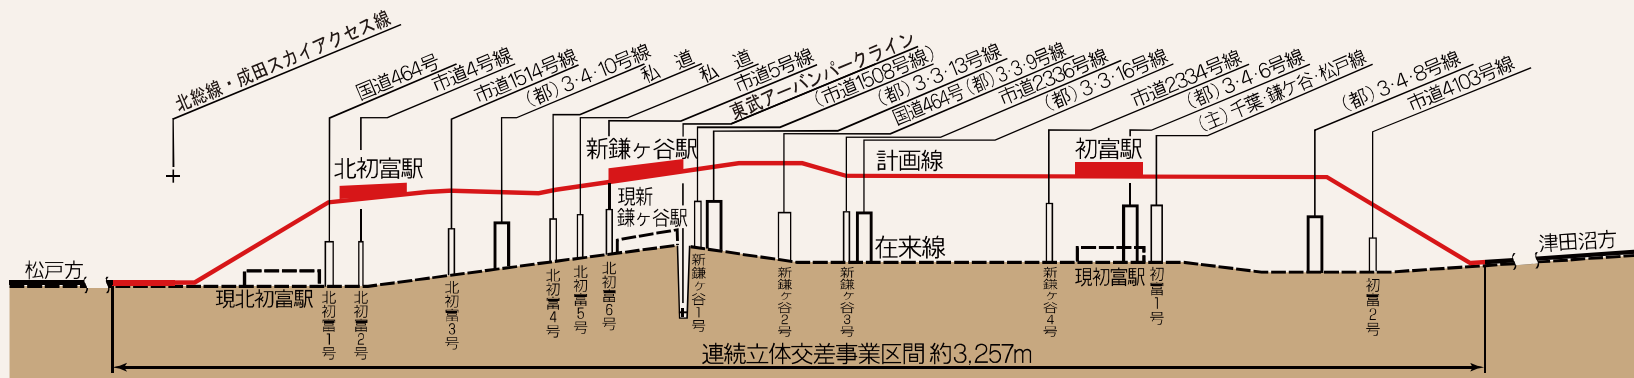 北総線・成田スカイアクセス線
国道464号
市道4号線
市道1514号線
（都）3・4・10号線
私道
私道
市道5号線
東武アーバンパークライン
（市道1508号線）
（都）3・3・13号線
国道464号（都）3・3・9号線
市道2336号線
（都）3・3・16号線
市道2334号線
（都）3・4・6号線
（主）千葉・鎌ケ谷・松戸線
（都）3・4・8号線
市道4103号線
北初富駅
新鎌ヶ谷駅
計画線
初富駅
現新
鎌ヶ谷駅
在来線
松戸方
津田沼方
現北初富駅
現初富駅
北初富1号
北初富2号
北初富3号
北初富4号
北初富5号
北初富6号
新鎌ヶ谷1号
新鎌ヶ谷2号
新鎌ヶ谷3号
新鎌ヶ谷4号
初富1号
初富2号
連続立体交差事業区間 約3,257m